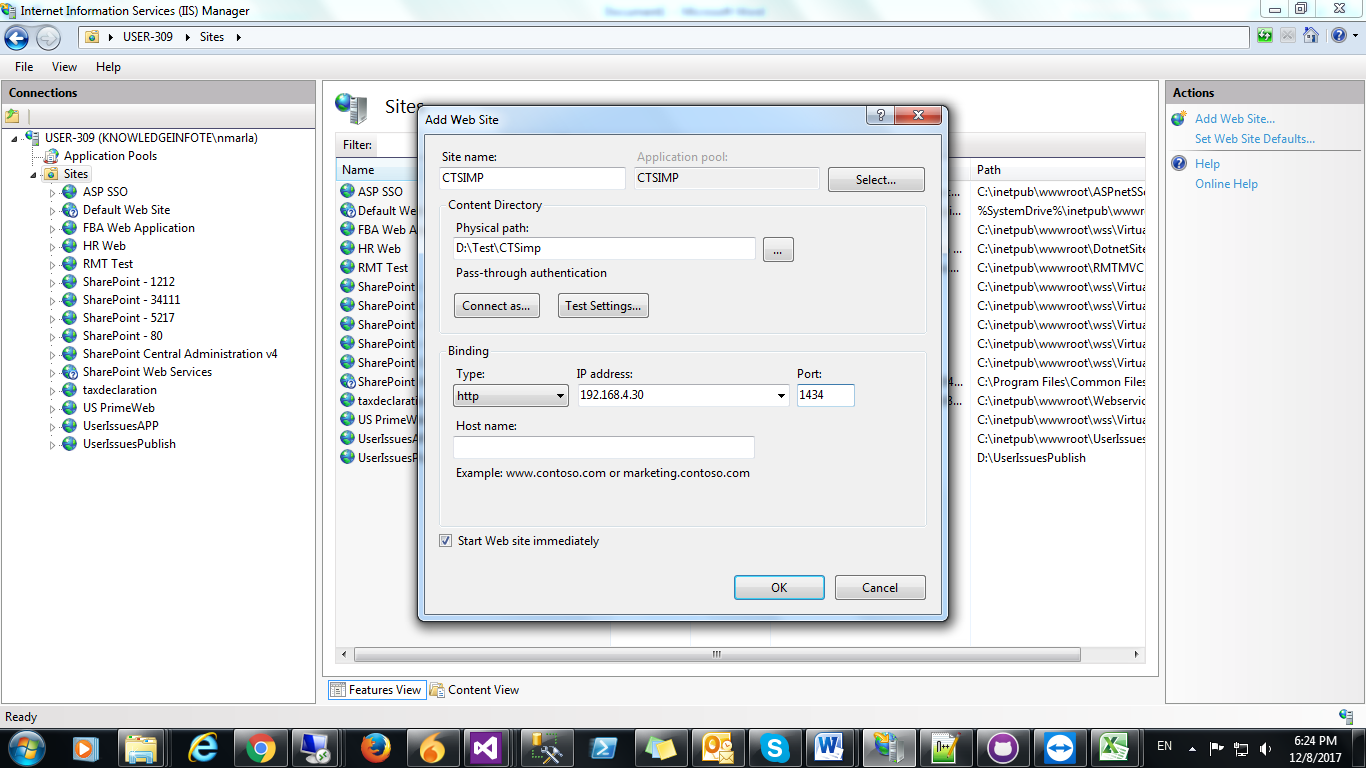 Internet Information Services (IIS) Manager
USER-309 Sites
File View Help
Connections
USER-309 (KNOWLEDGEINFOTE\nmarla)
Application Pools
Sites
ASP SSO
Default Web Site
FBA Web Application
HR Web
RMT Test
SharePoint - 1212
SharePoint - 34111
SharePoint - 5217
SharePoint - 80
SharePoint Central Administration v4
SharePoint Web Services
taxdeclaration
US PrimeWeb
UserIssuesAPP
UserIssuesPublish
Sites
Filter:
Name
ASP SSO
Default We
FBA Web A
HR Web
RMT Test
SharePoint
SharePoint
SharePoint
SharePoint
SharePoint
SharePoint
taxdeclarat
US PrimeW
UserIssuesA
UserIssuesP
Add Web Site
Site name:
Application pool:
CTSIMP
CTSIMP
Select...
Content Directory
Physical path:
D:\Test\CTSimp
...
Pass-through authentication
Connect as...
Test Settings...
Binding
Type:
IP address:
Port:
http
192.168.4.30
1434
Host name:
Example: www.contoso.com or marketing.contoso.com
Start Web site immediately
OK
Cancel
Path
C:\inetpub\wwwroot\ASPnetSS
%SystemDrive%\inetpub\wwwr
C:\inetpub\wwwroot\wss\Virtua
C:\inetpub\wwwroot\DotnetSite
C:\inetpub\wwwroot\RMTMVC
C:\inetpub\wwwroot\wss\Virtua
C:\inetpub\wwwroot\wss\Virtua
C:\inetpub\wwwroot\wss\Virtua
C:\inetpub\wwwroot\wss\Virtua
C:\inetpub\wwwroot\wss\Virtua
C:\Program Files\Common Files
C:\inetpub\wwwroot\Webservic
C:\inetpub\wwwroot\wss\Virtua
C:\inetpub\wwwroot\UserIssues
D:\UserIssuesPublish
Features View
Content View
Actions
Add Web Site...
Set Web Site Defaults...
Help
Online Help
Ready
EN
6:24 PM
12/8/2017